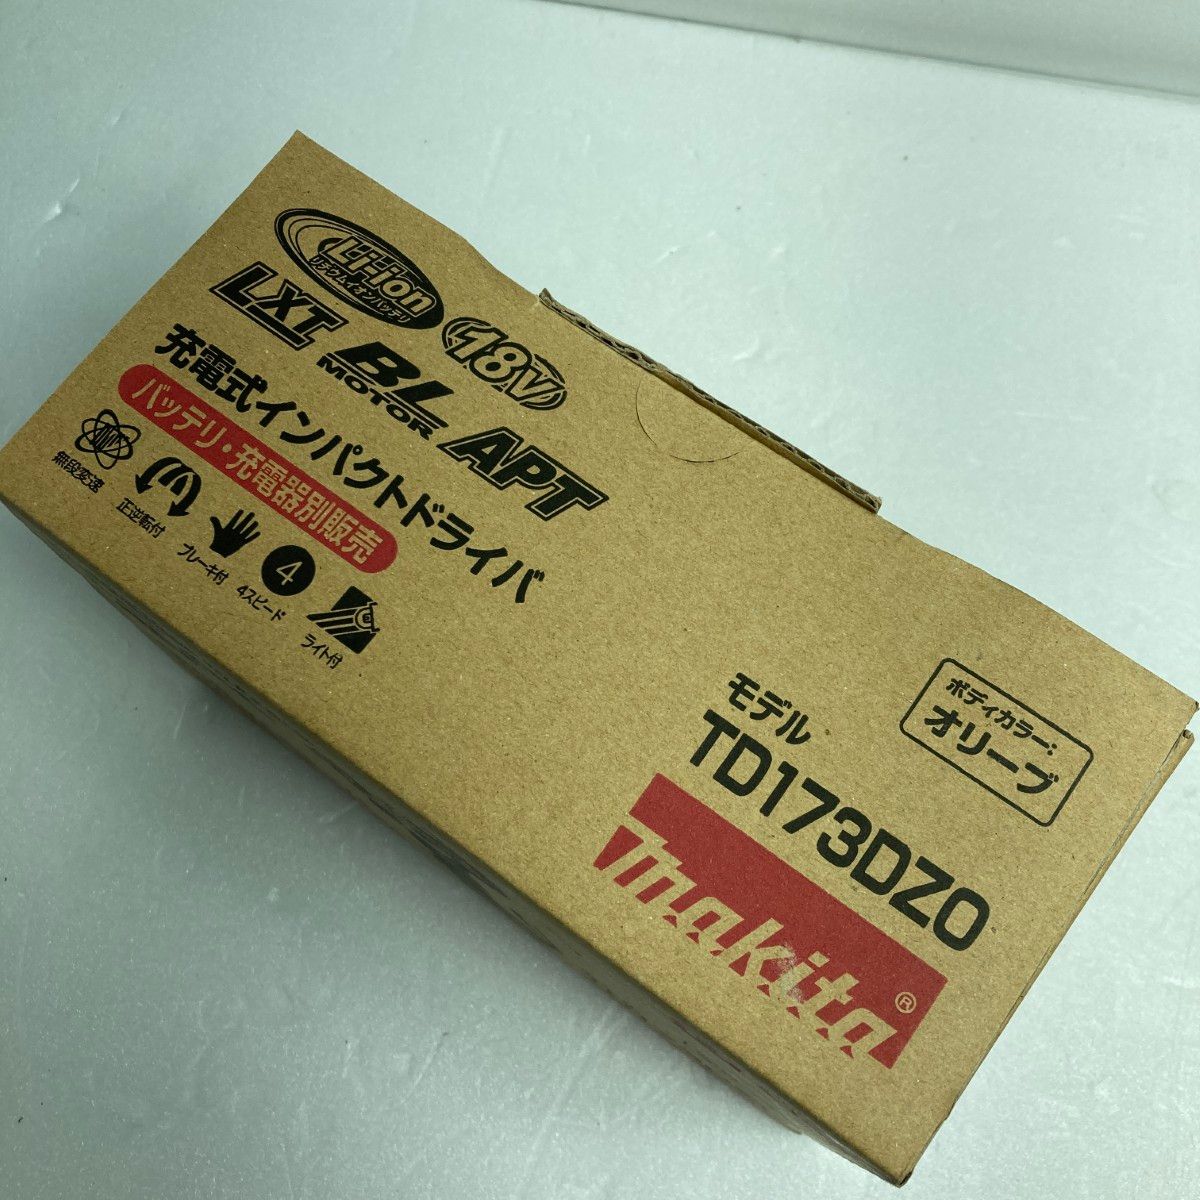 Li-ion
リチウムイオンバッテリ
18V
LXT
BL
MOTOR
APT
充電式インパクトドライバ
バッテリ・充電器別販売
無段変速
正逆転付
ブレーキ付
4
4スピード
ライト付
ボディカラー:
オリーブ
モデル
TD173DZO
makita®